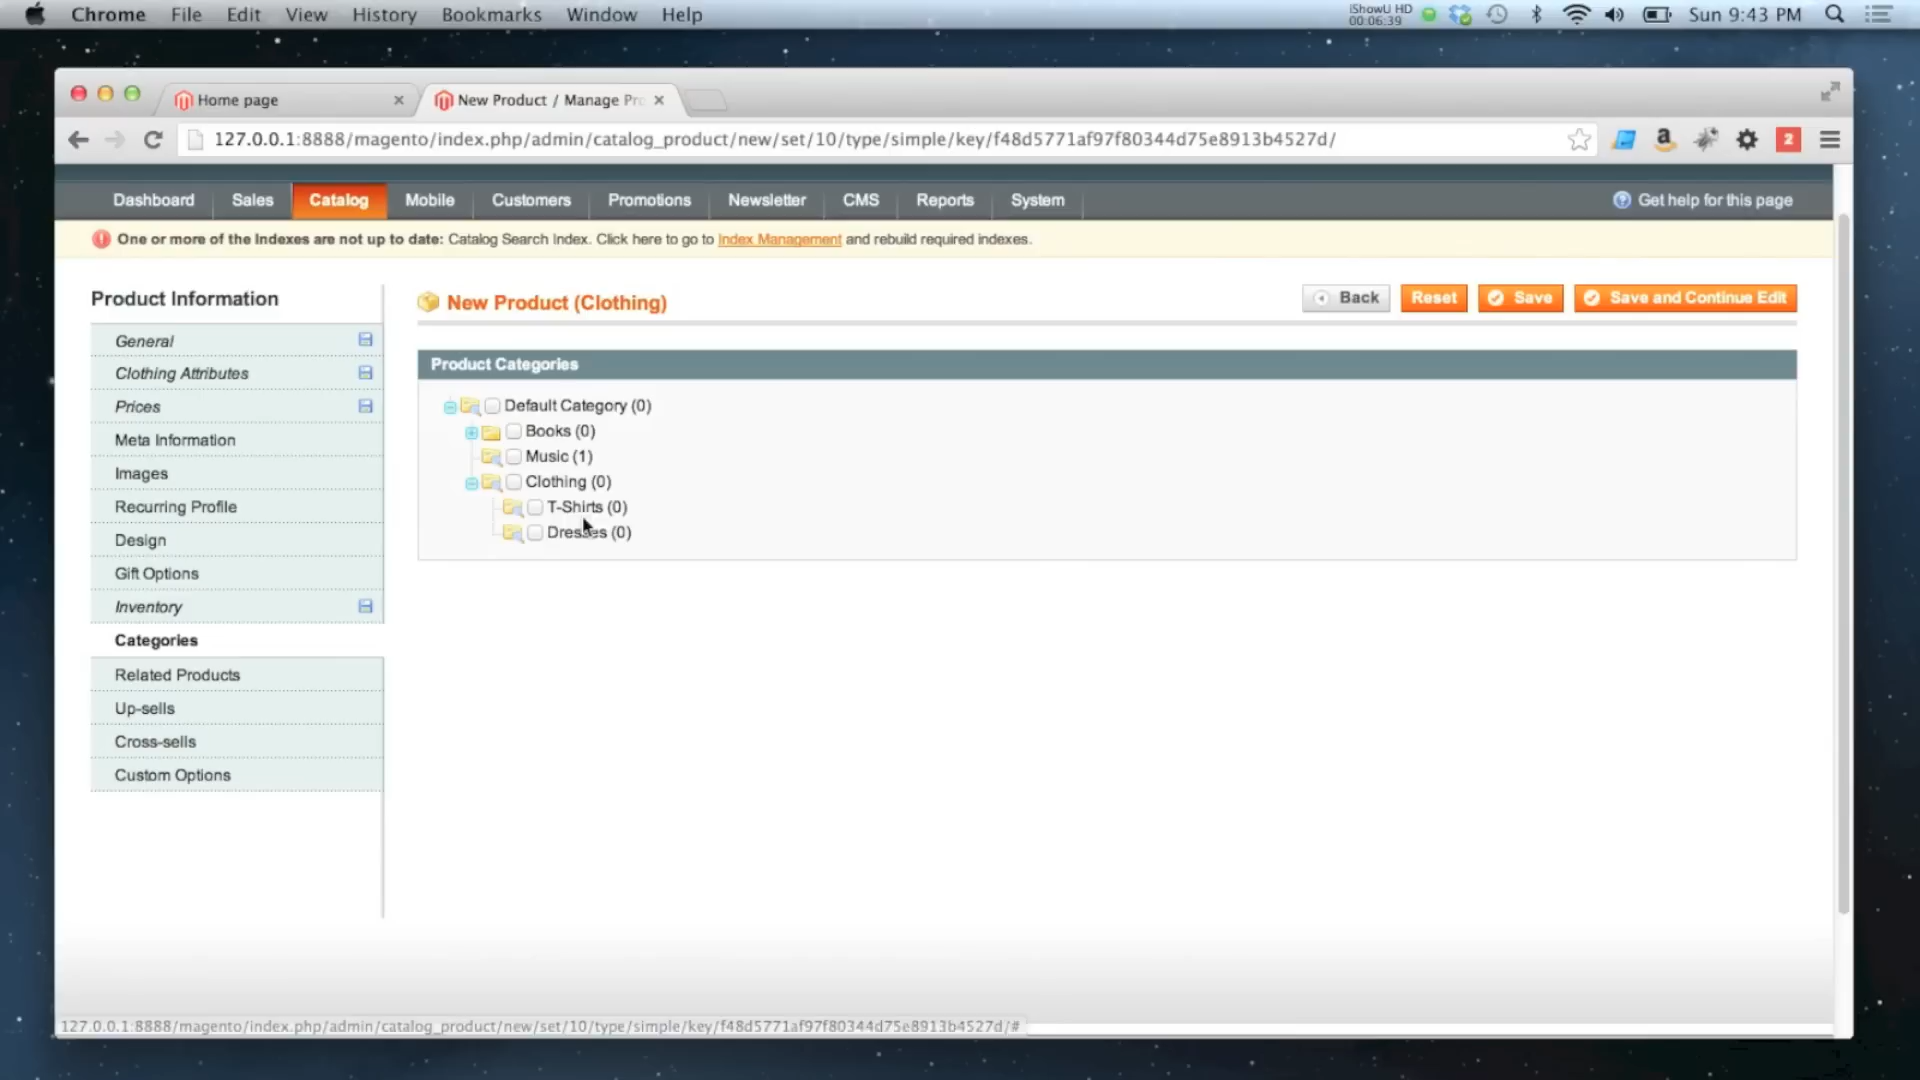 Chrome File Edit View History Bookmarks Window Help
iShowU HD
00:06:39
Sun 9:43 PM
Home page
New Product / Manage Pro
127.0.0.1:8888/magento/index.php/admin/catalog_product/new/set/10/type/simple/key/f48d5771af97f80344d75e8913b4527d/
a
2
Dashboard Sales Catalog Mobile Customers Promotions Newsletter CMS Reports System
Get help for this page
One or more of the Indexes are not up to date: Catalog Search Index. Click here to go to Index Management and rebuild required indexes.
Product Information
General
Clothing Attributes
Prices
Meta Information
Images
Recurring Profile
Design
Gift Options
Inventory
Categories
Related Products
Up-sells
Cross-sells
Custom Options
New Product (Clothing)
Back Reset Save Save and Continue Edit
Product Categories
Default Category (0)
Books (0)
Music (1)
Clothing (0)
T-Shirts (0)
Dresses (0)
127.0.0.1:8888/magento/index.php/admin/catalog_product/new/set/10/type/simple/key/f48d5771af97f80344d75e8913b4527d/#